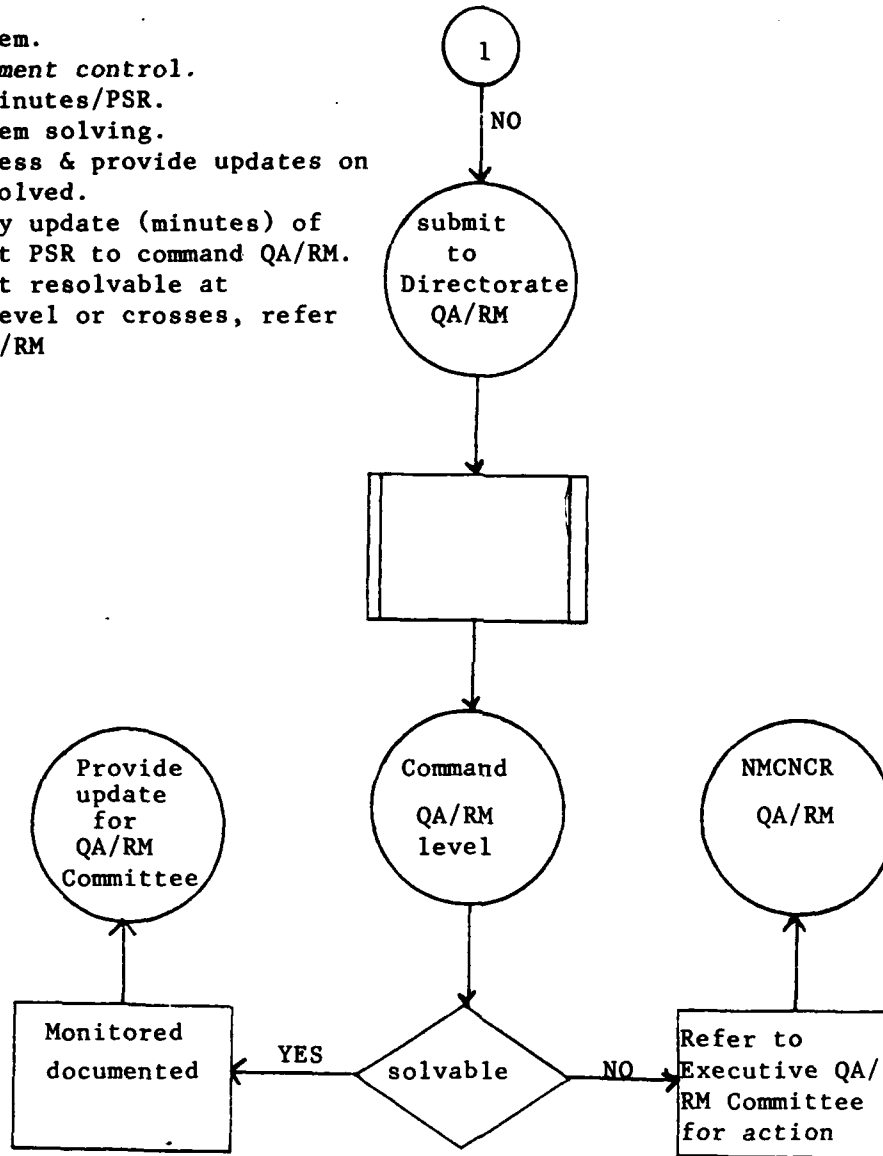 em.
ment control.
inutes/PSR.
em solving.
ess & provide updates on
olved.
y update (minutes) of
t PSR to command QA/RM.
t resolvable at
evel or crosses, refer
/RM
1
NO
submit
to
Directorate
QA/RM
Command
QA/RM
level
Provide
update
for
QA/RM
Committee
NMCNCR
QA/RM
Monitored
documented
YES
solvable
NO
Refer to
Executive QA/
RM Committee
for action